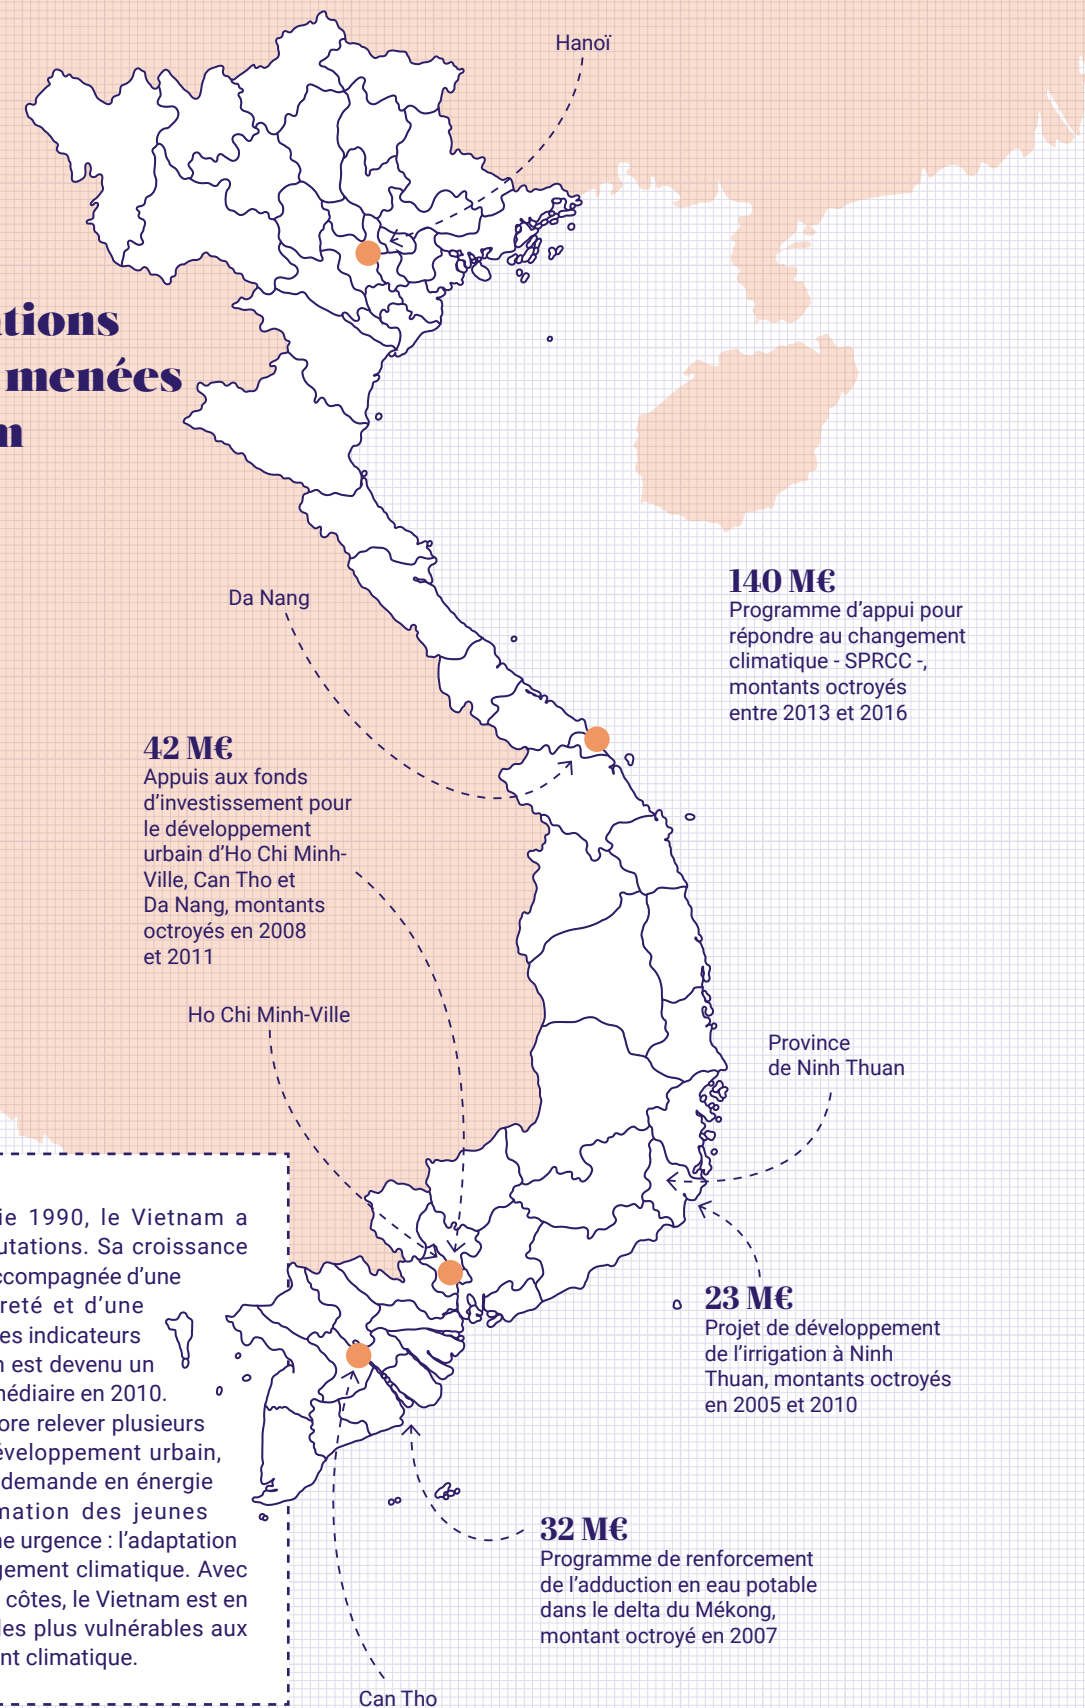 Hanoï
ations
menées
m
Da Nang
140 M€
Programme d'appui pour
répondre au changement
climatique - SPRCC -,
montants octroyés
entre 2013 et 2016
42 M€
Appuis aux fonds
d'investissement pour
le développement
urbain d'Ho Chi Minh-
Ville, Can Tho et
Da Nang, montants
octroyés en 2008
et 2011
Ho Chi Minh-Ville
Province
de Ninh Thuan
ie 1990, le Vietnam a
utations. Sa croissance
ccompagnée d'une
reté et d'une
es indicateurs
n est devenu un
médiaire en 2010.
ore relever plusieurs
éveloppement urbain,
demande en énergie
mation des jeunes
ne urgence : l'adaptation
gement climatique. Avec
côtes, le Vietnam est en
les plus vulnérables aux
nt climatique.
23 M€
Projet de développement
de l'irrigation à Ninh
Thuan, montants octroyés
en 2005 et 2010
32 M€
Programme de renforcement
de l'adduction en eau potable
dans le delta du Mékong,
montant octroyé en 2007
Can Tho